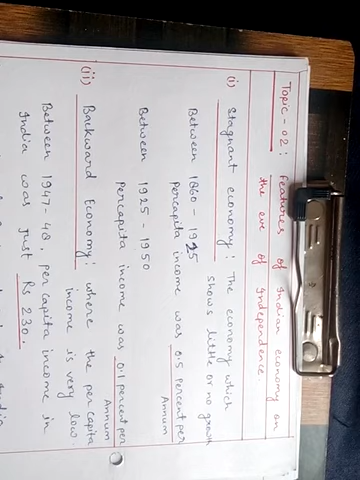 Topic - 02 : Features of Indian economy on
the eve of Independence
(i) Stagnant economy : The economy which
shows little or no growth
Between 1860 - 1925
Percapita income was 0.5 percent per
Annum
Between 1925 - 1950
Percapita income was 0.1 percent per
Annum
(ii) Backward Economy : where the per capita
income is very low.
Between 1947-48, per capita income in
India was just Rs 230.